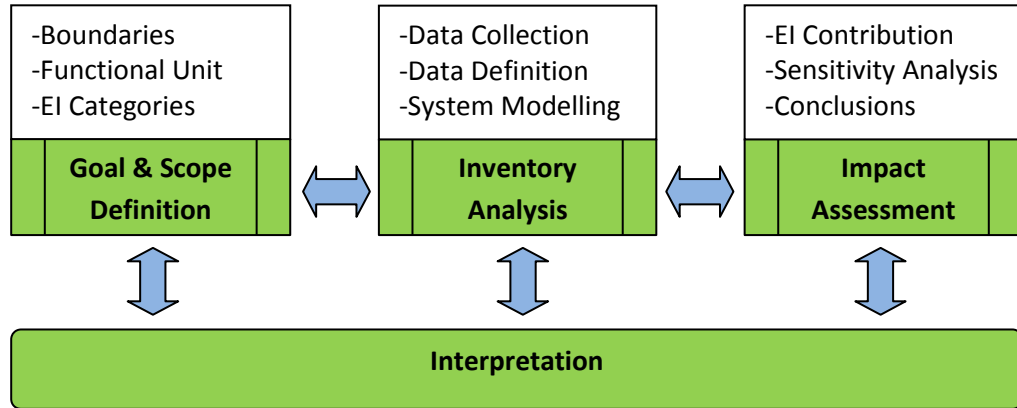 -Boundaries
-Functional Unit
-EI Categories
Goal & Scope
Definition
-Data Collection
-Data Definition
-System Modelling
Inventory
Analysis
-EI Contribution
-Sensitivity Analysis
-Conclusions
Impact
Assessment
Interpretation